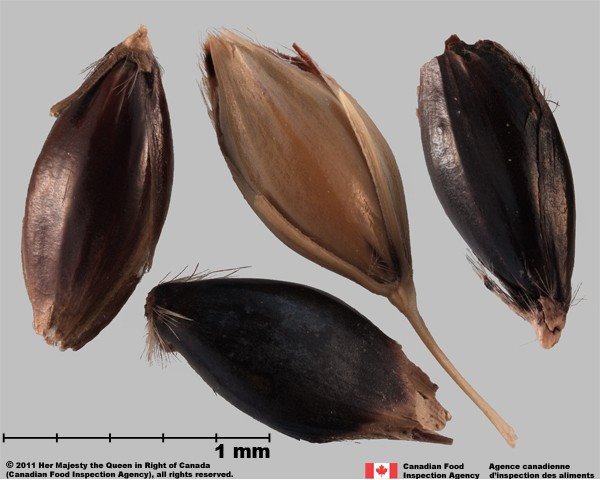 1 mm
© 2011 Her Majesty the Queen in Right of Canada
(Canadian Food Inspection Agency), all rights reserved.
Canadian Food
Inspection Agency
Agence canadienne
d'inspection des aliments